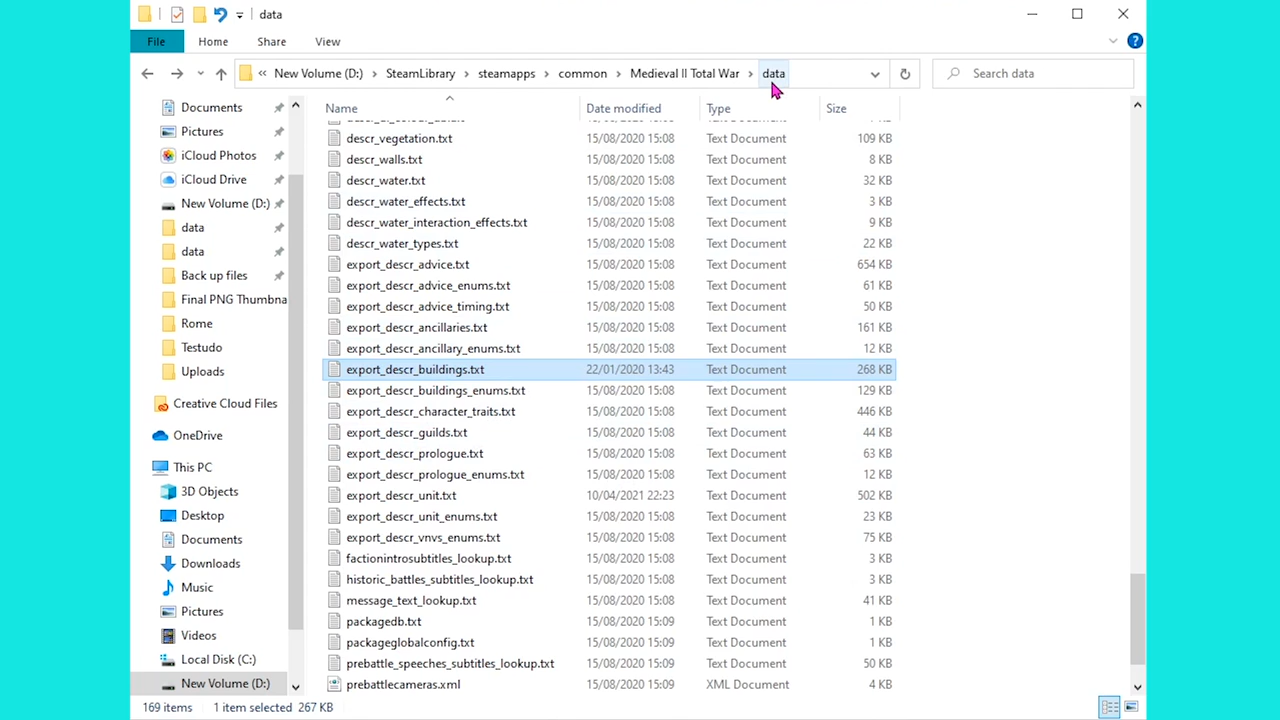 data
File Home Share View
« New Volume (D:) › SteamLibrary › steamapps › common › Medieval II Total War › data
Search data
Documents
Pictures
iCloud Photos
iCloud Drive
New Volume (D:)
data
data
Back up files
Final PNG Thumbna
Rome
Testudo
Uploads
Creative Cloud Files
OneDrive
This PC
3D Objects
Desktop
Documents
Downloads
Music
Pictures
Videos
Local Disk (C:)
New Volume (D:)
Name Date modified Type Size
descr_vegetation.txt 15/08/2020 15:08 Text Document 109 KB
descr_walls.txt 15/08/2020 15:08 Text Document 8 KB
descr_water.txt 15/08/2020 15:08 Text Document 32 KB
descr_water_effects.txt 15/08/2020 15:08 Text Document 3 KB
descr_water_interaction_effects.txt 15/08/2020 15:08 Text Document 9 KB
descr_water_types.txt 15/08/2020 15:08 Text Document 22 KB
export_descr_advice.txt 15/08/2020 15:08 Text Document 654 KB
export_descr_advice_enums.txt 15/08/2020 15:08 Text Document 61 KB
export_descr_advice_timing.txt 15/08/2020 15:08 Text Document 50 KB
export_descr_ancillaries.txt 15/08/2020 15:08 Text Document 161 KB
export_descr_ancillary_enums.txt 15/08/2020 15:08 Text Document 12 KB
export_descr_buildings.txt 22/01/2020 13:43 Text Document 268 KB
export_descr_buildings_enums.txt 15/08/2020 15:08 Text Document 129 KB
export_descr_character_traits.txt 15/08/2020 15:08 Text Document 446 KB
export_descr_guilds.txt 15/08/2020 15:08 Text Document 44 KB
export_descr_prologue.txt 15/08/2020 15:08 Text Document 63 KB
export_descr_prologue_enums.txt 15/08/2020 15:08 Text Document 12 KB
export_descr_unit.txt 10/04/2021 22:23 Text Document 502 KB
export_descr_unit_enums.txt 15/08/2020 15:08 Text Document 23 KB
export_descr_vnvs_enums.txt 15/08/2020 15:08 Text Document 75 KB
factionintrosubtitles_lookup.txt 15/08/2020 15:08 Text Document 3 KB
historic_battles_subtitles_lookup.txt 15/08/2020 15:08 Text Document 3 KB
message_text_lookup.txt 15/08/2020 15:08 Text Document 41 KB
packagedb.txt 15/08/2020 15:09 Text Document 1 KB
packageglobalconfig.txt 15/08/2020 15:09 Text Document 1 KB
prebattle_speeches_subtitles_lookup.txt 15/08/2020 15:09 Text Document 50 KB
prebattlecameras.xml 15/08/2020 15:09 XML Document 4 KB
169 items 1 item selected 267 KB